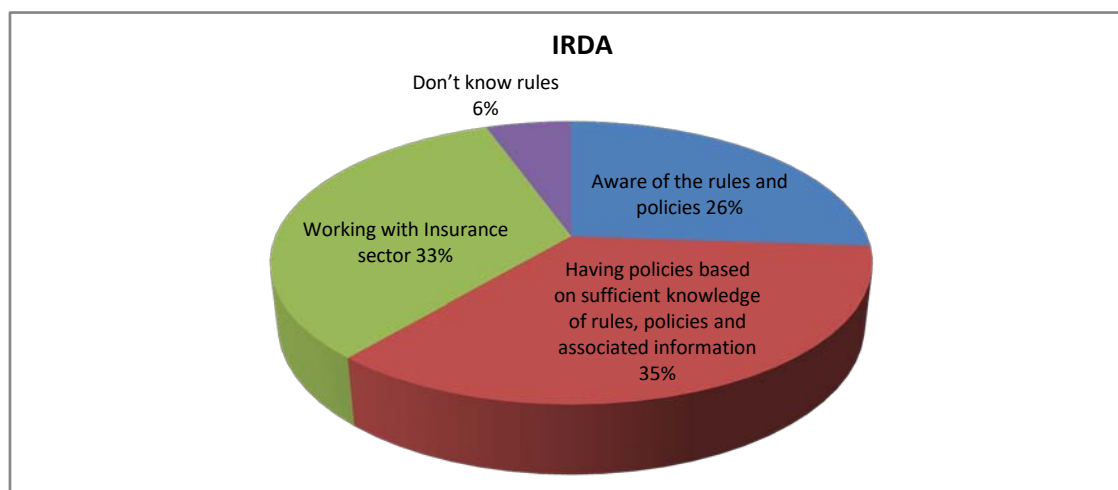 IRDA
Don’t know rules
6%
Aware of the rules and
policies 26%
Working with Insurance
sector 33%
Having policies based
on sufficient knowledge
of rules, policies and
associated information
35%